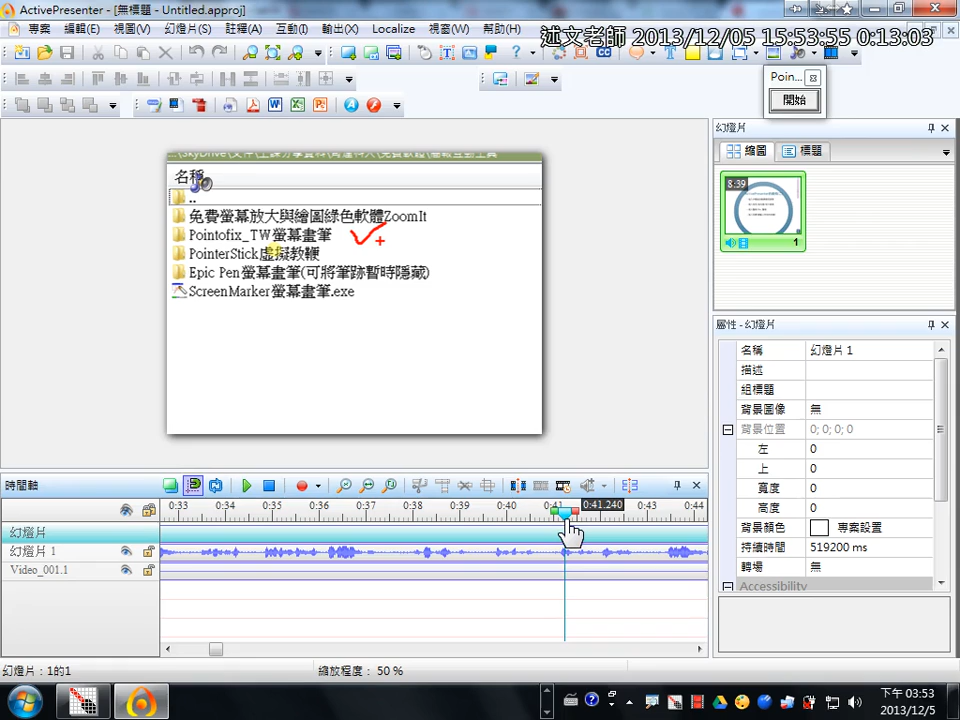 ActivePresenter - [無標題 - Untitled.approj]
專案 編輯(E) 視圖(V) 幻燈片(S) 註釋(A) 互動(I) 輸出(X) Localize 視窗(W) 幫助(H)
述文老師 2013/12/05 15:53:55 0:13:03
Poin...
開始
名稱
..
免費螢幕放大與繪圖綠色軟體ZoomIt
Pointofix_TW螢幕畫筆
PointerStick虛擬教鞭
Epic Pen螢幕畫筆(可將筆跡暫時隱藏)
ScreenMarker螢幕畫筆.exe
幻燈片
縮圖 標題
8:39
1
屬性 - 幻燈片
名稱 幻燈片 1
描述
組標題
背景圖像 無
背景位置 0; 0; 0; 0
左 0
上 0
寬度 0
高度 0
背景顏色 專案設置
持續時間 519200 ms
轉場 無
Accessibility
時間軸
0:33 0:34 0:35 0:36 0:37 0:38 0:39 0:40 0:41 0:41.240 0:43 0:44
幻燈片
幻燈片 1
Video_001.1
幻燈片：1的1
縮放程度： 50 %
下午 03:53
2013/12/5